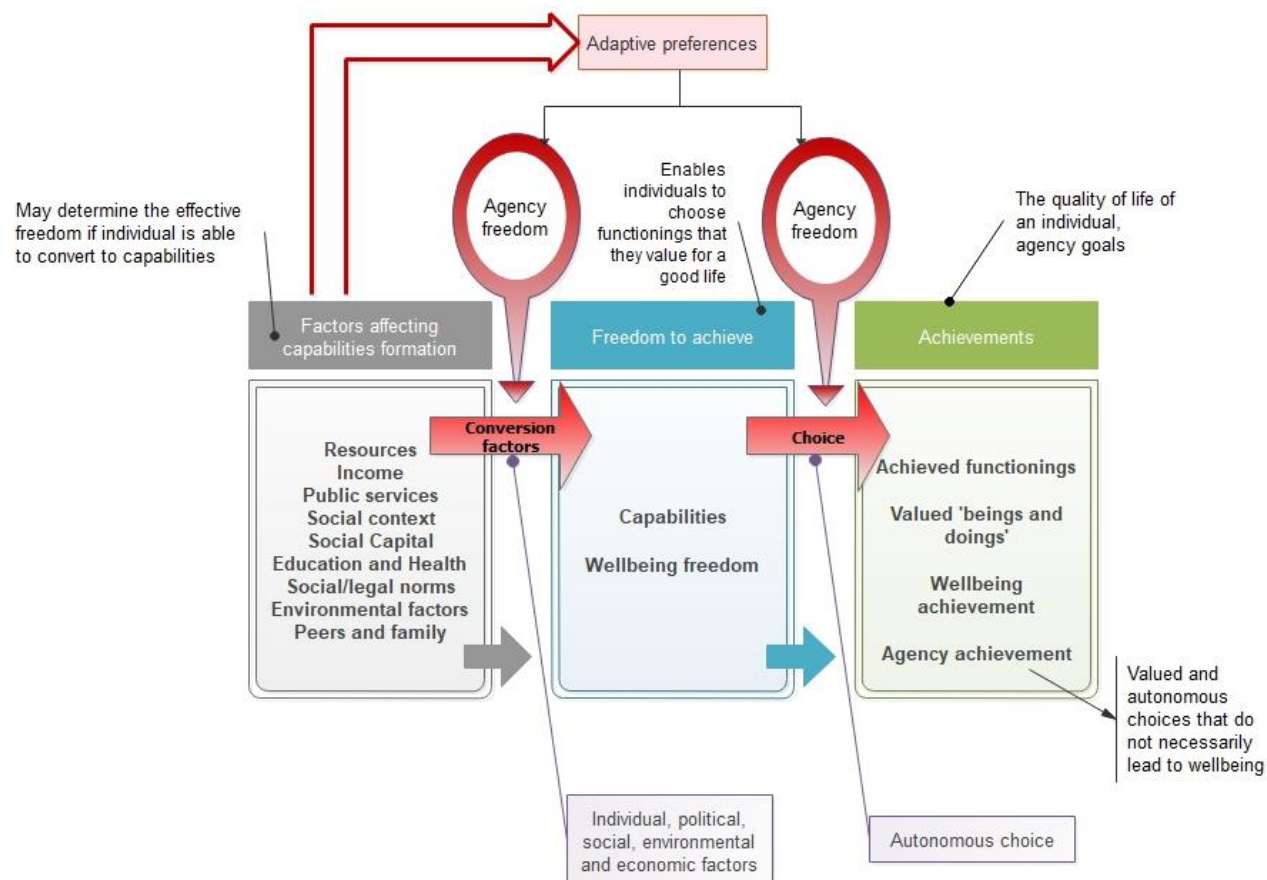 Adaptive preferences
Agency
freedom
Enables
individuals to
choose
functionings that
they value for a
good life
Agency
freedom
The quality of life of
an individual,
agency goals
May determine the effective
freedom if individual is able
to convert to capabilities
Factors affecting
capabilities formation
Freedom to achieve
Achievements
Conversion
factors
Choice
Resources
Income
Public services
Social context
Social Capital
Education and Health
Social/legal norms
Environmental factors
Peers and family
Capabilities
Wellbeing freedom
Achieved functionings
Valued 'beings and
doings'
Wellbeing
achievement
Agency achievement
Valued and
autonomous
choices that do
not necessarily
lead to wellbeing
Individual, political,
social, environmental
and economic factors
Autonomous choice